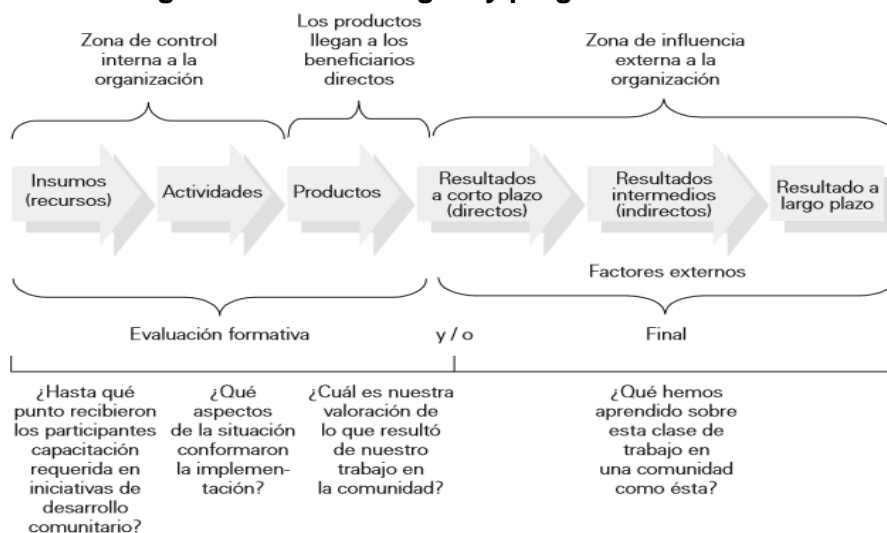 Zona de control
interna a la
organización
Los productos
llegan a los
beneficiarios
directos
Zona de influencia
externa a la
organización
Insumos
(recursos)
Actividades
Productos
Resultados
a corto plazo
(directos)
Resultados
intermedios
(indirectos)
Resultado a
largo plazo
Factores externos
Evaluación formativa
y / o
Final
¿Hasta qué
punto recibieron
los participantes
capacitación
requerida en
iniciativas de
desarrollo
comunitario?
¿Qué
aspectos
de la situación
conformaron
la implemen-
tación?
¿Cuál es nuestra
valoración de
lo que resultó
de nuestro
trabajo en
la comunidad?
¿Qué hemos
aprendido sobre
esta clase de
trabajo en
una comunidad
como ésta?